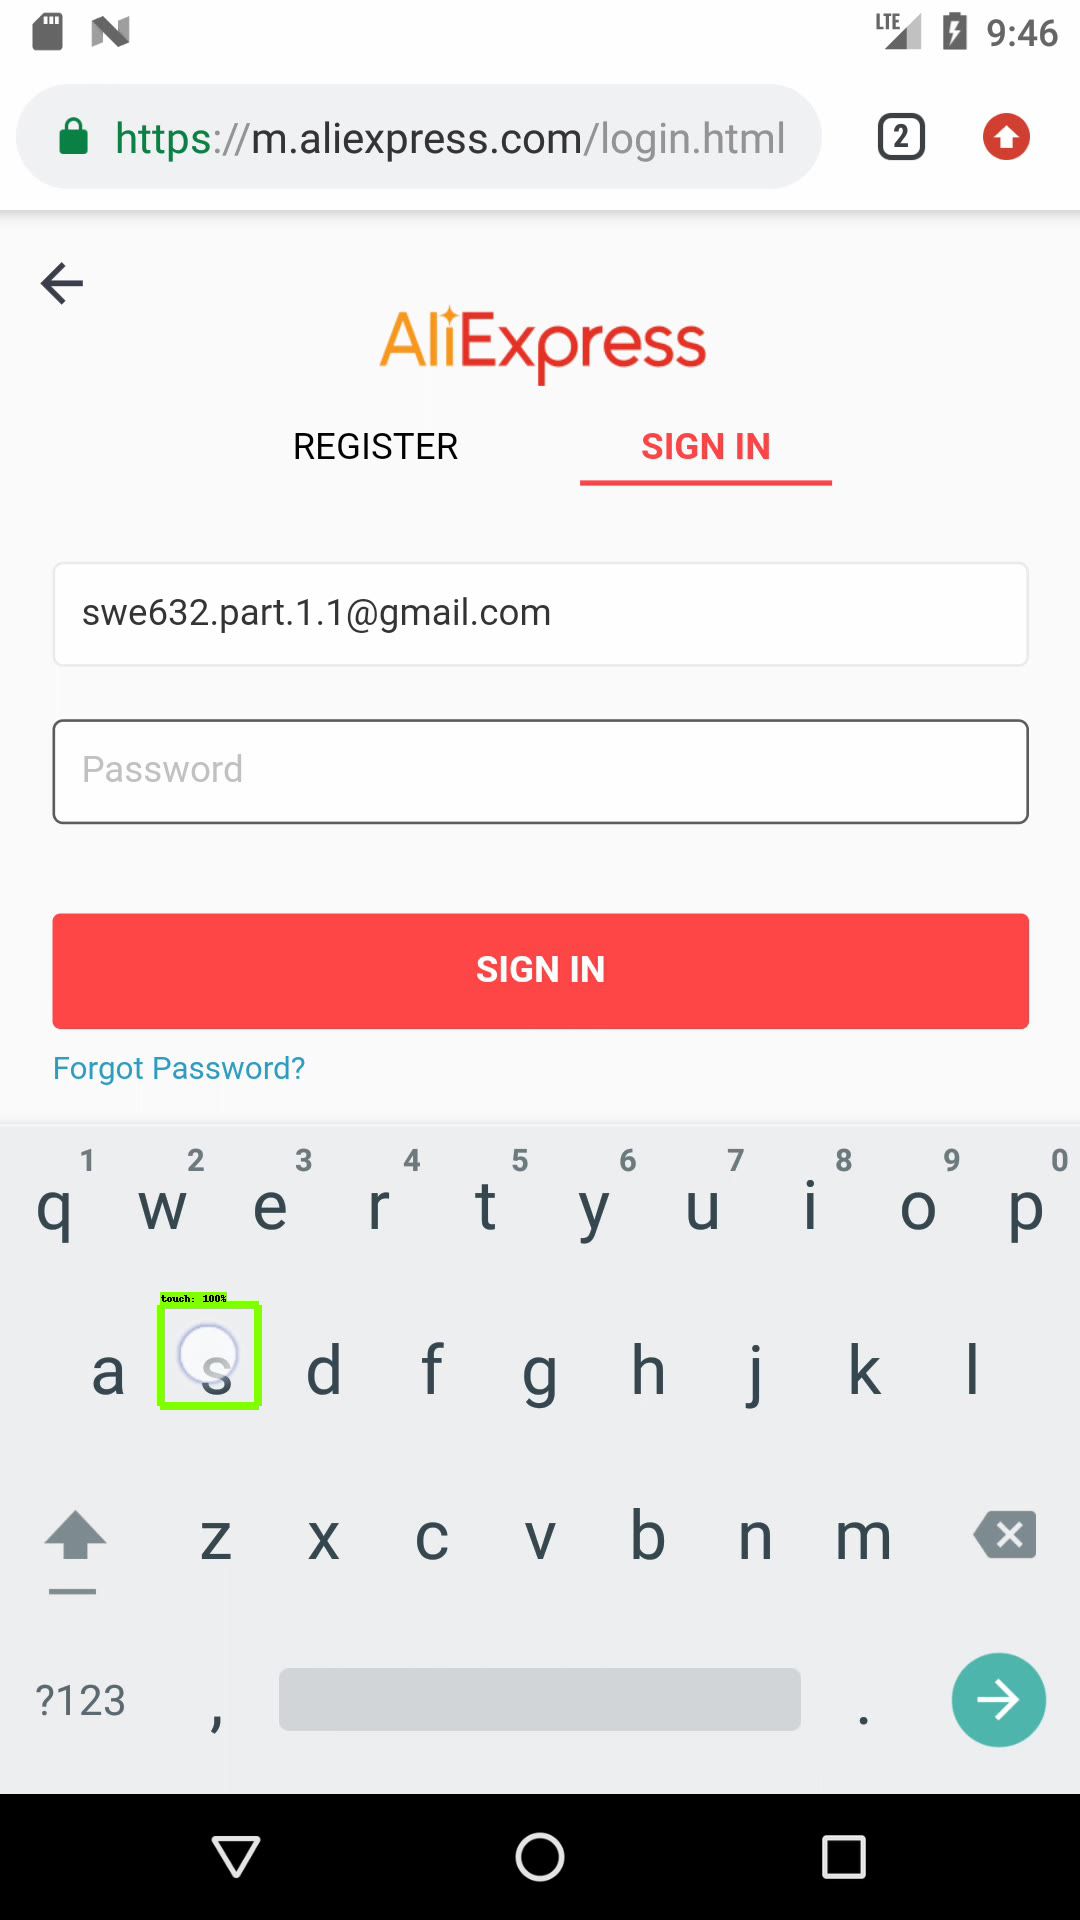 LTE 9:46
https://m.aliexpress.com/login.html 2
AliExpress
REGISTER SIGN IN
swe632.part.1.1@gmail.com
Password
SIGN IN
Forgot Password?
1 2 3 4 5 6 7 8 9 0
q w e r t y u i o p
touch: 100%
a s d f g h j k l
z x c v b n m
?123 , .